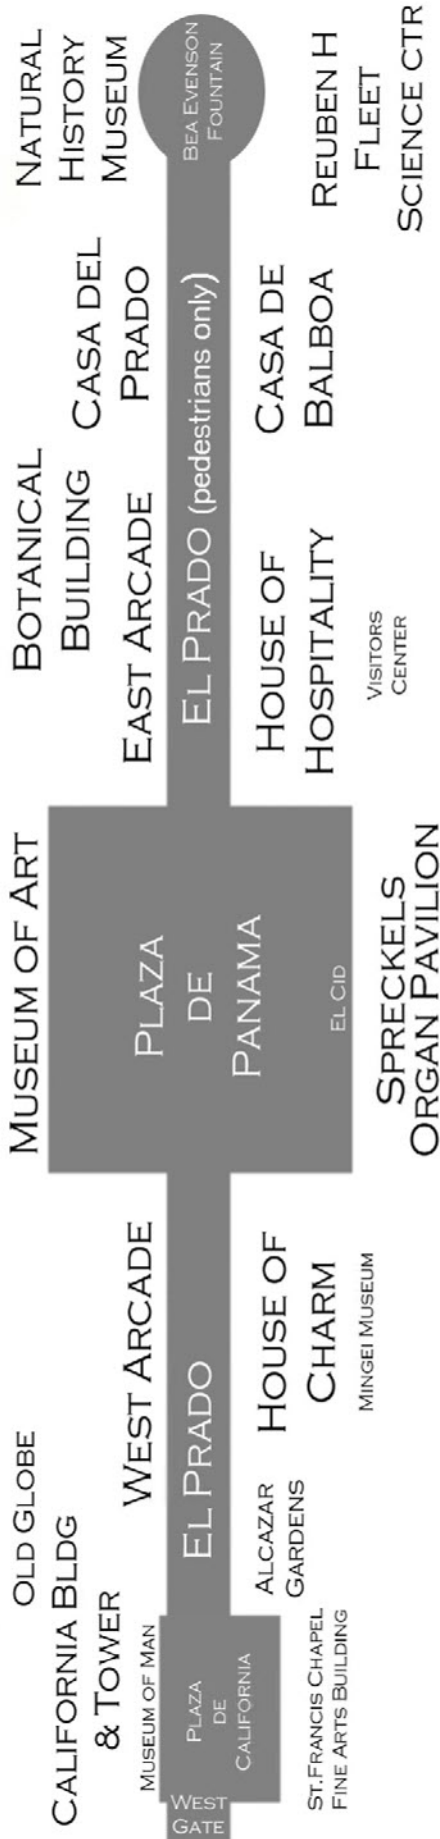 OLD GLOBE
CALIFORNIA BLDG
& TOWER
MUSEUM OF MAN
WEST ARCADE
MUSEUM OF ART
BOTANICAL
BUILDING
EAST ARCADE
CASA DEL
PRADO
NATURAL
HISTORY
MUSEUM
WEST
GATE
PLAZA
DE
CALIFORNIA
EL PRADO
PLAZA
DE
PANAMA
EL CID
EL PRADO (pedestrians only)
BEA EVENSON
FOUNTAIN
ST.FRANCIS CHAPEL
FINE ARTS BUILDING
ALCAZAR
GARDENS
HOUSE OF
CHARM
MINGEI MUSEUM
SPRECKELS
ORGAN PAVILION
HOUSE OF
HOSPITALITY
VISITORS
CENTER
CASA DE
BALBOA
REUBEN H
FLEET
SCIENCE CTR